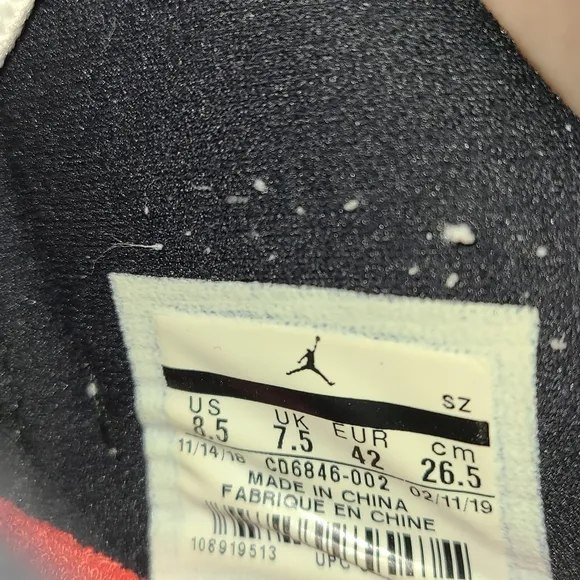 SZ
US UK EUR cm
8.5 7.5 42 26.5
11/14/18 CD6846-002 02/11/19
MADE IN CHINA
FABRIQUE EN CHINE
108919513 UPC